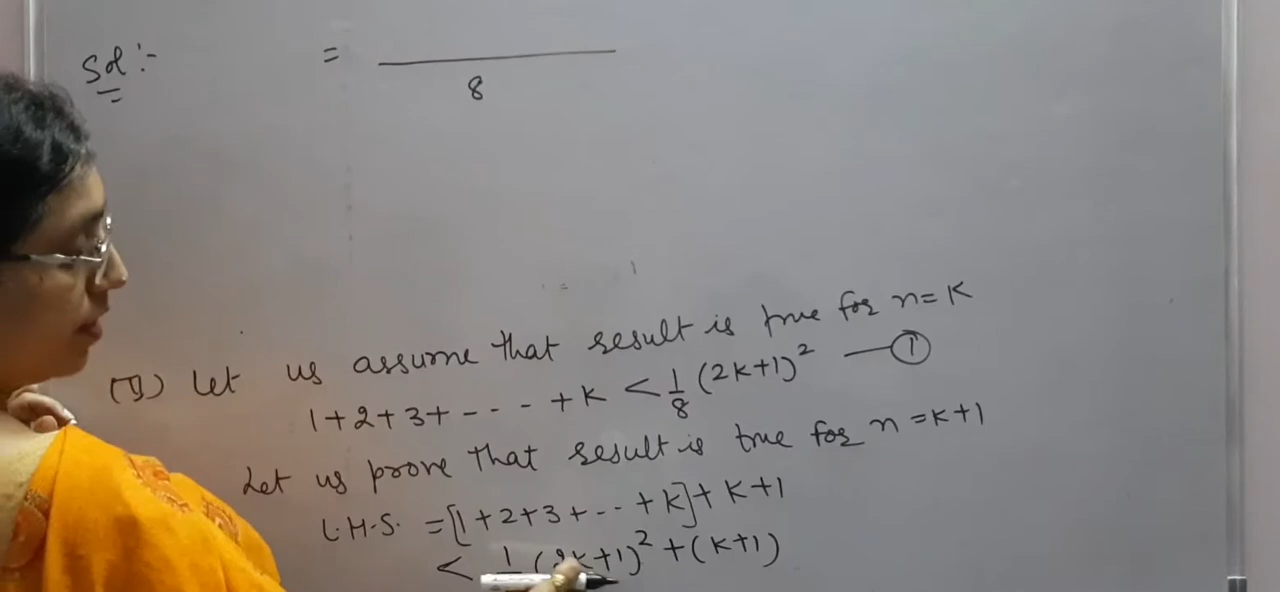 Sol :-
= ——— / 8
(II) Let us assume that result is true for n=K
1+2+3+- - - - +K < 1/8 (2K+1)² — ①
Let us prove that result is true for n=K+1
L.H.S. = [1+2+3+...+K]+K+1
< 1 (2K+1)² + (K+1)